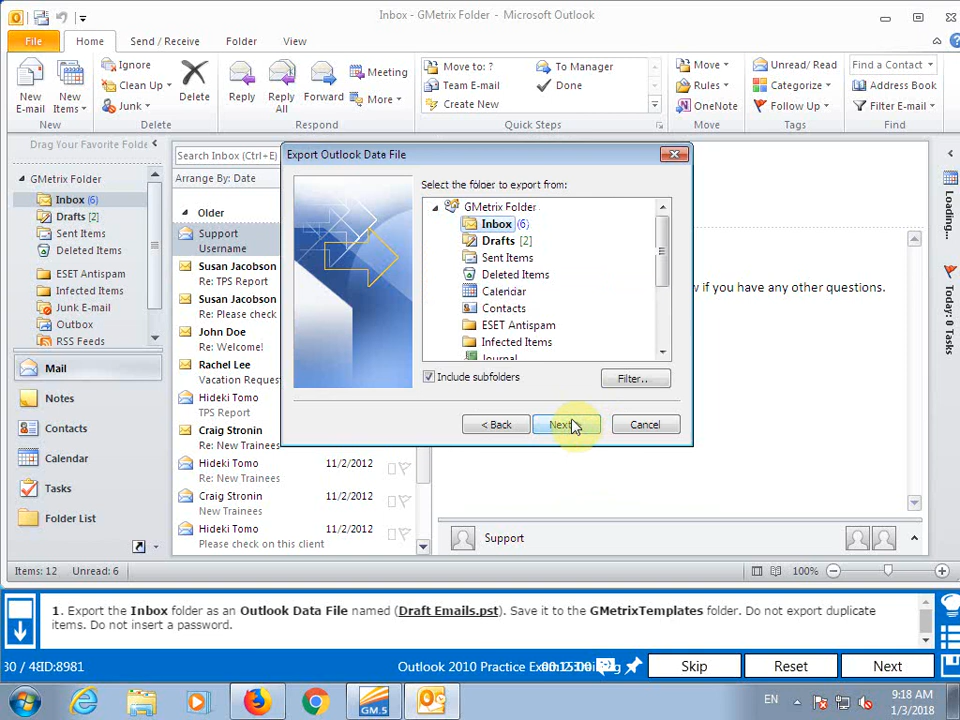 Inbox - GMetrix Folder - Microsoft Outlook
File Home Send / Receive Folder View
Ignore
Clean Up
Junk
New E-mail
New Items
Delete
Reply
Reply All
Forward
Meeting
More
Move to: ?
Team E-mail
Create New
To Manager
Done
Move
Rules
OneNote
Unread/ Read
Categorize
Follow Up
Find a Contact
Address Book
Filter E-mail
New Delete Respond Quick Steps Move Tags Find
Drag Your Favorite Folde
GMetrix Folder
Inbox (6)
Drafts [2]
Sent Items
Deleted Items
ESET Antispam
Infected Items
Junk E-mail
Outbox
RSS Feeds
Mail
Notes
Contacts
Calendar
Tasks
Folder List
Search Inbox (Ctrl+E)
Arrange By: Date
Older
Support
Username
Susan Jacobson
Re: TPS Report
Susan Jacobson
Re: Please check
John Doe
Re: Welcome!
Rachel Lee
Vacation Reques
Hideki Tomo
TPS Report
Craig Stronin
Re: New Trainees
Hideki Tomo 11/2/2012
Re: New Trainees
Craig Stronin 11/2/2012
New Trainees
Hideki Tomo 11/2/2012
Please check on this client
Export Outlook Date File
Select the folder to export from:
GMetrix Folder
Inbox (6)
Drafts [2]
Sent Items
Deleted Items
Calendar
Contacts
ESET Antispam
Infected Items
Journal
Include subfolders
Filter...
< Back
Next
Cancel
w if you have any other questions.
Support
Loading...
Today: 0 Tasks
Items: 12 Unread: 6
100%
1. Export the Inbox folder as an Outlook Data File named (Draft Emails.pst). Save it to the GMetrixTemplates folder. Do not export duplicate
items. Do not insert a password.
30 / 48ID:8981
Outlook 2010 Practice Exam
Skip
Reset
Next
GM.5
EN
9:18 AM
1/3/2018